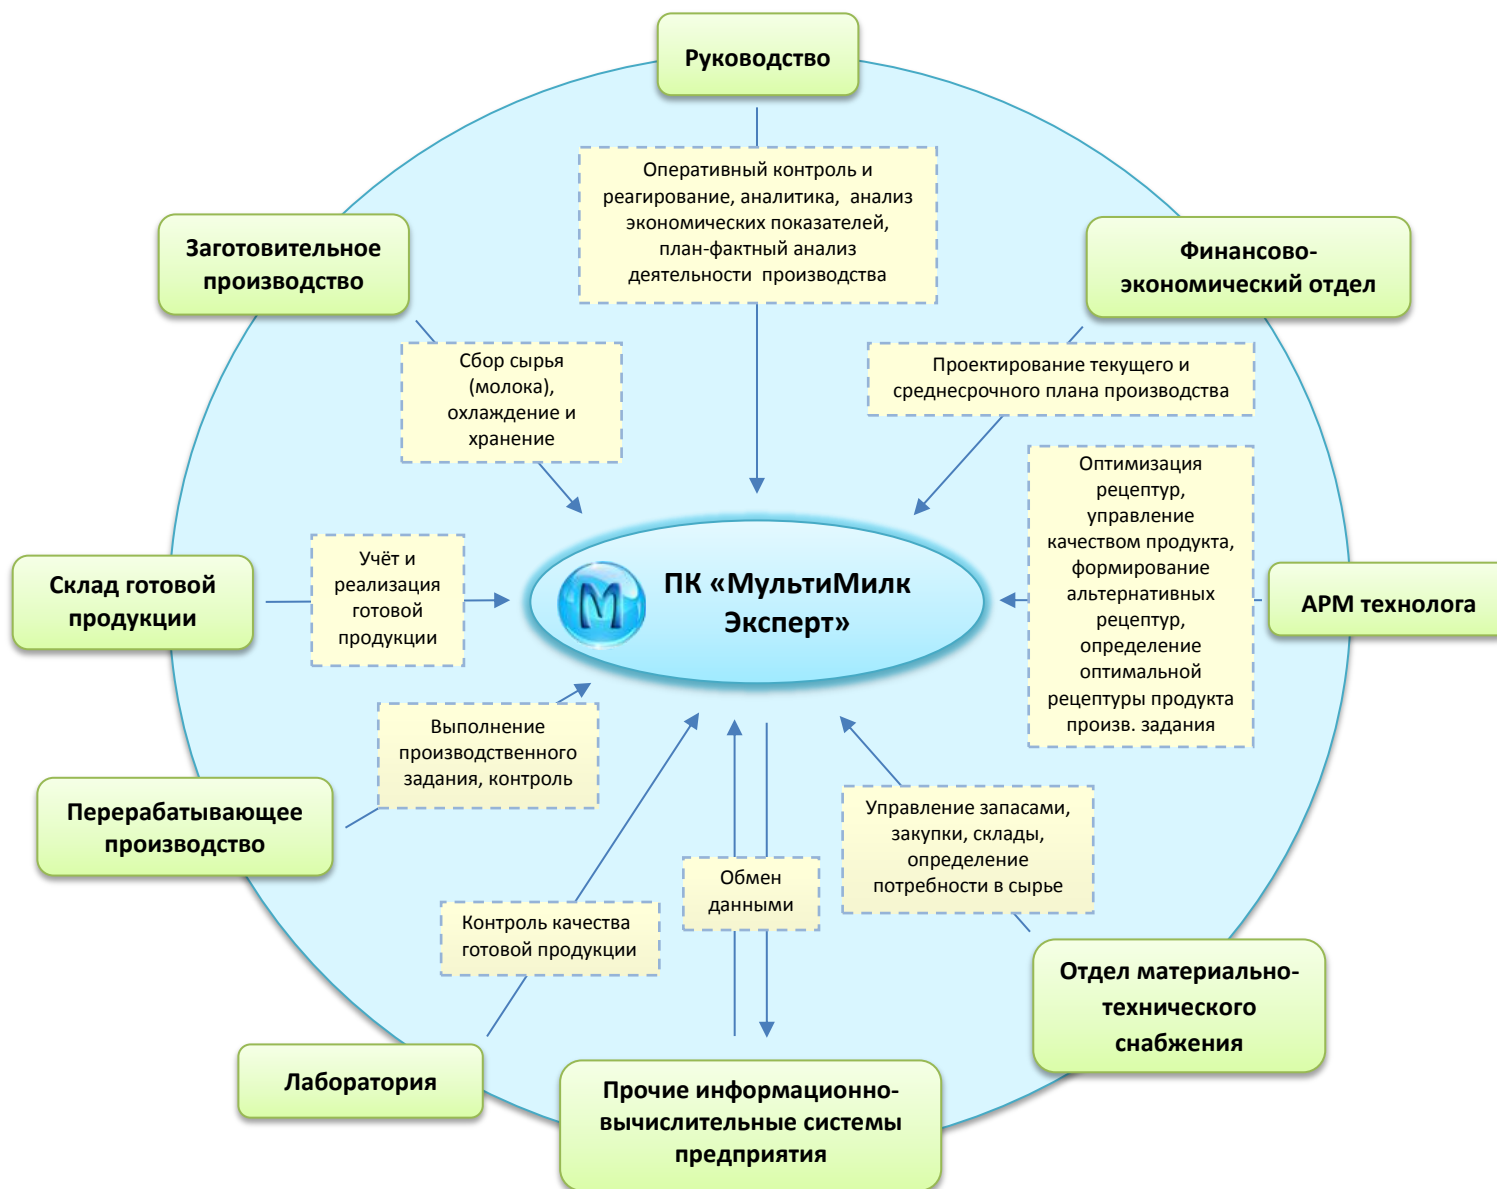 Руководство
Оперативный контроль и
реагирование, аналитика, анализ
экономических показателей,
план-фактный анализ
деятельности производства
Заготовительное
производство
Финансово-
экономический отдел
Сбор сырья
(молока),
охлаждение и
хранение
Проектирование текущего и
среднесрочного плана производства
Оптимизация
рецептур,
управление
качеством продукта,
формирование
альтернативных
рецептур,
определение
оптимальной
рецептуры продукта
произв. задания
Склад готовой
продукции
Учёт и
реализация
готовой
продукции
М
ПК «МультиМилк
Эксперт»
АРМ технолога
Выполнение
производственного
задания, контроль
Перерабатывающее
производство
Управление запасами,
закупки, склады,
определение
потребности в сырье
Обмен
данными
Контроль качества
готовой продукции
Отдел материально-
технического
снабжения
Лаборатория
Прочие информационно-
вычислительные системы
предприятия